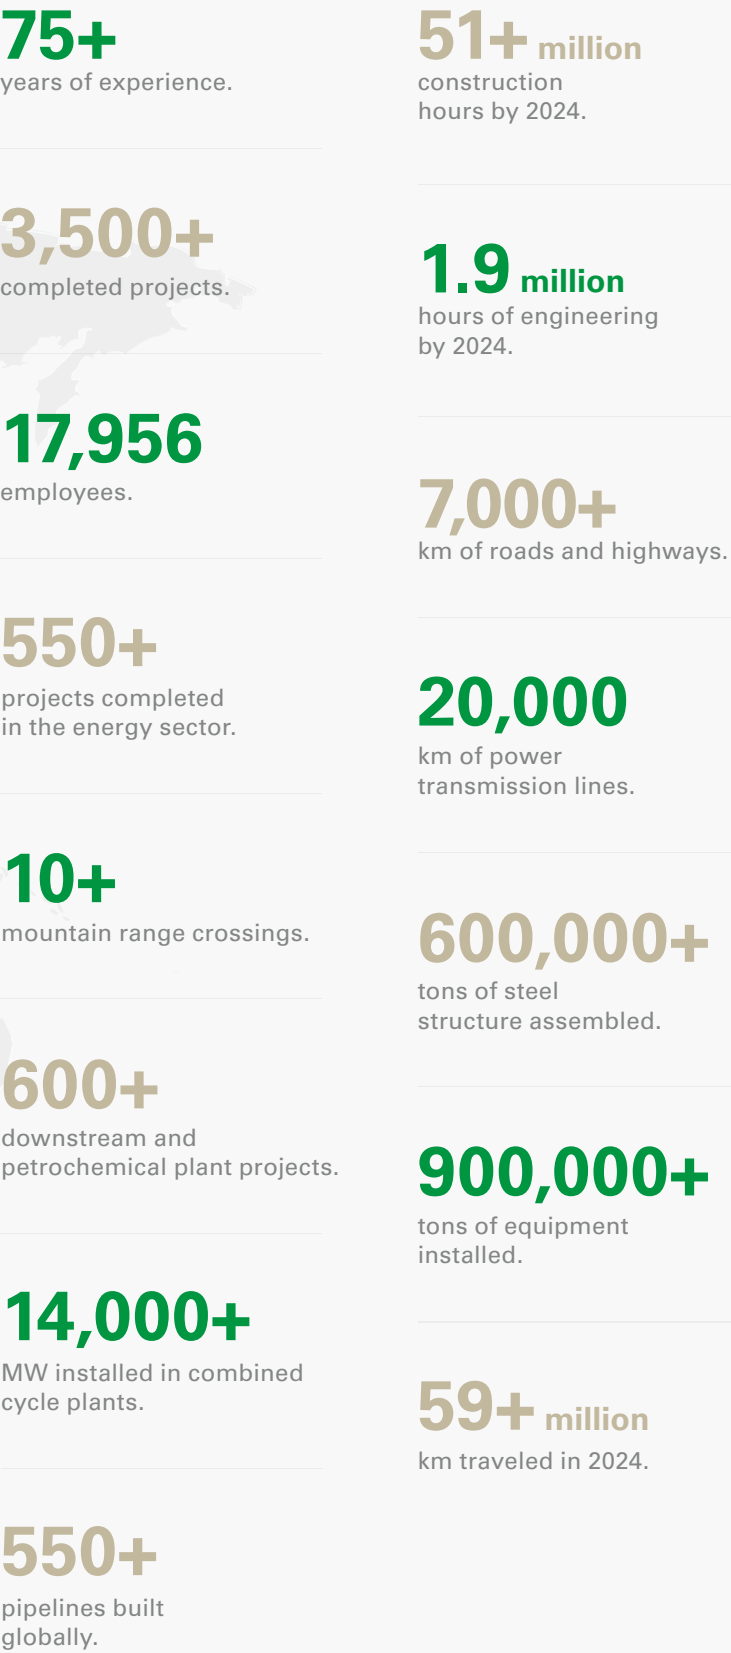 75+
years of experience.
3,500+
completed projects.
17,956
employees.
550+
projects completed
in the energy sector.
10+
mountain range crossings.
600+
downstream and
petrochemical plant projects.
14,000+
MW installed in combined
cycle plants.
550+
pipelines built
globally.
51+ million
construction
hours by 2024.
1.9 million
hours of engineering
by 2024.
7,000+
km of roads and highways.
20,000
km of power
transmission lines.
600,000+
tons of steel
structure assembled.
900,000+
tons of equipment
installed.
59+ million
km traveled in 2024.